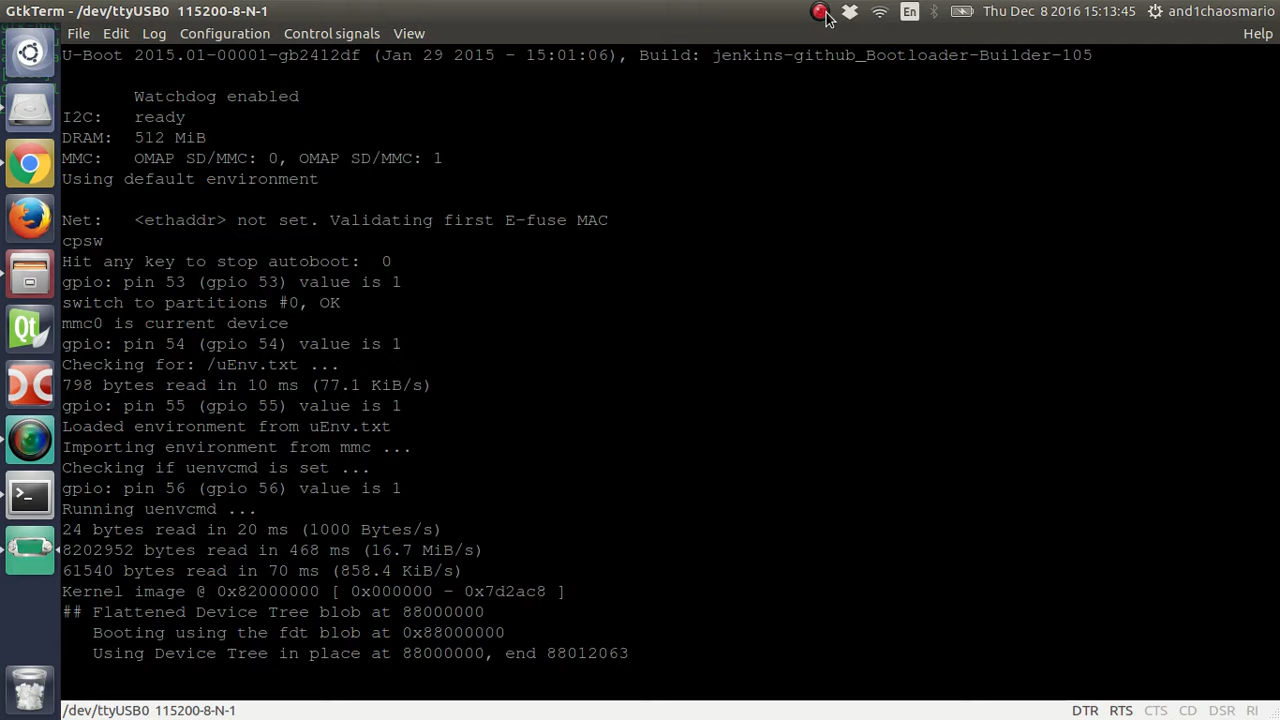 GtkTerm - /dev/ttyUSB0  115200-8-N-1
En
Thu Dec 8 2016 15:13:45
and1chaosmario
File Edit Log Configuration Control signals View Help
U-Boot 2015.01-00001-gb2412df (Jan 29 2015 - 15:01:06), Build: jenkins-github_Bootloader-Builder-105
Watchdog enabled
I2C:   ready
DRAM:  512 MiB
MMC:   OMAP SD/MMC: 0, OMAP SD/MMC: 1
Using default environment
Net:   <ethaddr> not set. Validating first E-fuse MAC
cpsw
Hit any key to stop autoboot:  0
gpio: pin 53 (gpio 53) value is 1
switch to partitions #0, OK
mmc0 is current device
gpio: pin 54 (gpio 54) value is 1
Checking for: /uEnv.txt ...
798 bytes read in 10 ms (77.1 KiB/s)
gpio: pin 55 (gpio 55) value is 1
Loaded environment from uEnv.txt
Importing environment from mmc ...
Checking if uenvcmd is set ...
gpio: pin 56 (gpio 56) value is 1
Running uenvcmd ...
24 bytes read in 20 ms (1000 Bytes/s)
8202952 bytes read in 468 ms (16.7 MiB/s)
61540 bytes read in 70 ms (858.4 KiB/s)
Kernel image @ 0x82000000 [ 0x000000 - 0x7d2ac8 ]
## Flattened Device Tree blob at 88000000
Booting using the fdt blob at 0x88000000
Using Device Tree in place at 88000000, end 88012063
/dev/ttyUSB0  115200-8-N-1
DTR RTS CTS CD DSR RI